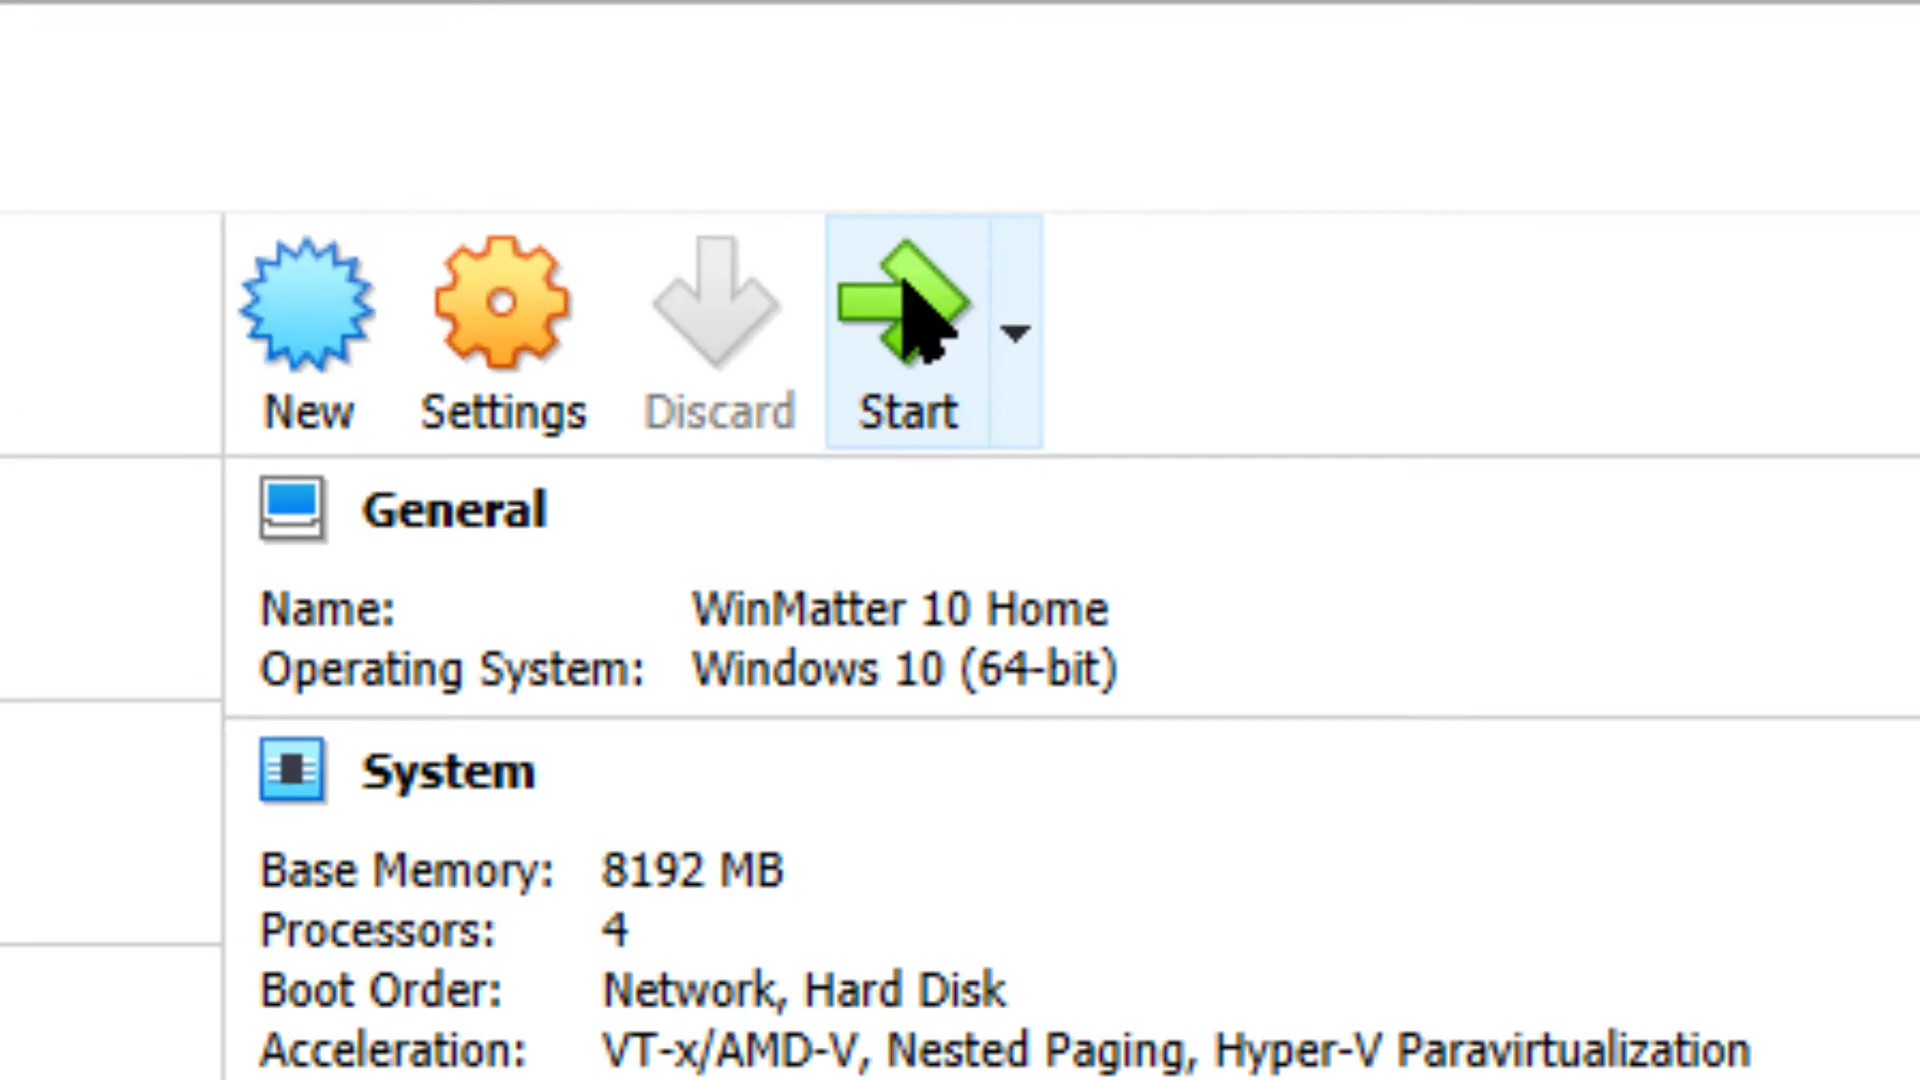 New Settings Discard Start
General
Name: WinMatter 10 Home
Operating System: Windows 10 (64-bit)
System
Base Memory: 8192 MB
Processors: 4
Boot Order: Network, Hard Disk
Acceleration: VT-x/AMD-V, Nested Paging, Hyper-V Paravirtualization